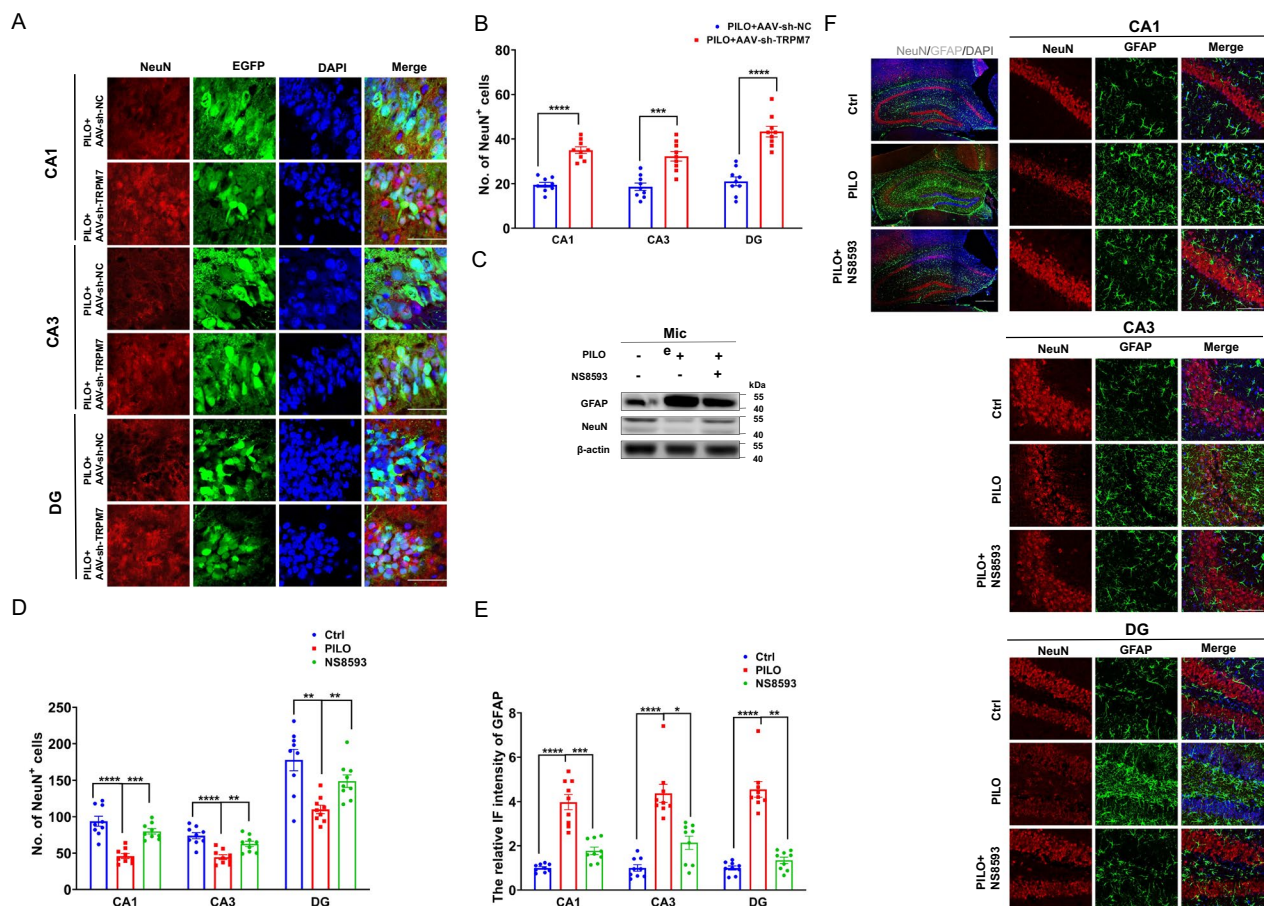 A
NeuN
EGFP
DAPI
Merge
CA1
PILO+
AAV-sh-NC
PILO+
AAV-sh-TRPM7
CA3
PILO+
AAV-sh-NC
PILO+
AAV-sh-TRPM7
DG
PILO+
AAV-sh-NC
PILO+
AAV-sh-TRPM7
B
PILO+AAV-sh-NC
PILO+AAV-sh-TRPM7
No. of NeuN+ cells
80
60
40
20
0
****
***
****
CA1
CA3
DG
C
Mic
e
PILO - + +
NS8593 - - +
kDa
GFAP
55
40
NeuN
55
40
β-actin
55
40
D
Ctrl
PILO
NS8593
No. of NeuN+ cells
250
200
150
100
50
0
**** ***
**** **
** **
CA1
CA3
DG
E
Ctrl
PILO
NS8593
The relative IF intensity of GFAP
8
6
4
2
0
**** ***
**** *
**** **
CA1
CA3
DG
F
NeuN/GFAP/DAPI
Ctrl
PILO
PILO+
NS8593
CA1
NeuN
GFAP
Merge
CA3
NeuN
GFAP
Merge
Ctrl
PILO
PILO+
NS8593
DG
NeuN
GFAP
Merge
Ctrl
PILO
PILO+
NS8593